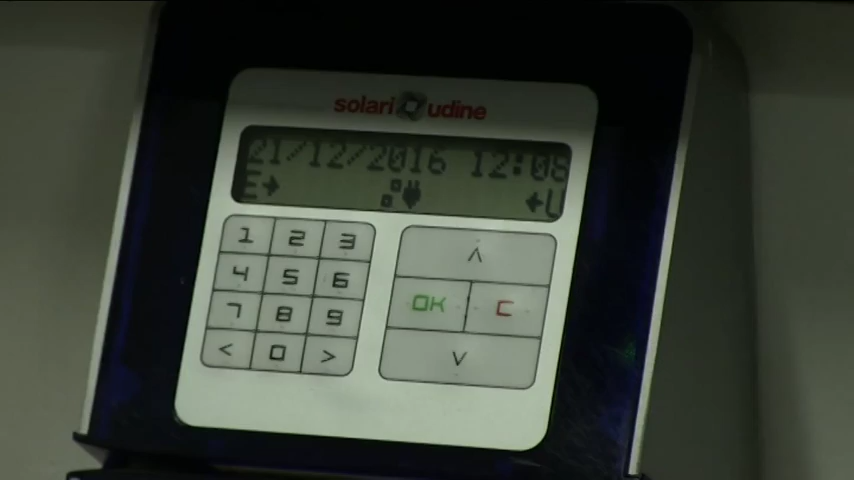 solari udine
21/12/2016 12:08
E→ ←U
1 2 3
4 5 6
7 8 9
< 0 >
˄
OK C
˅